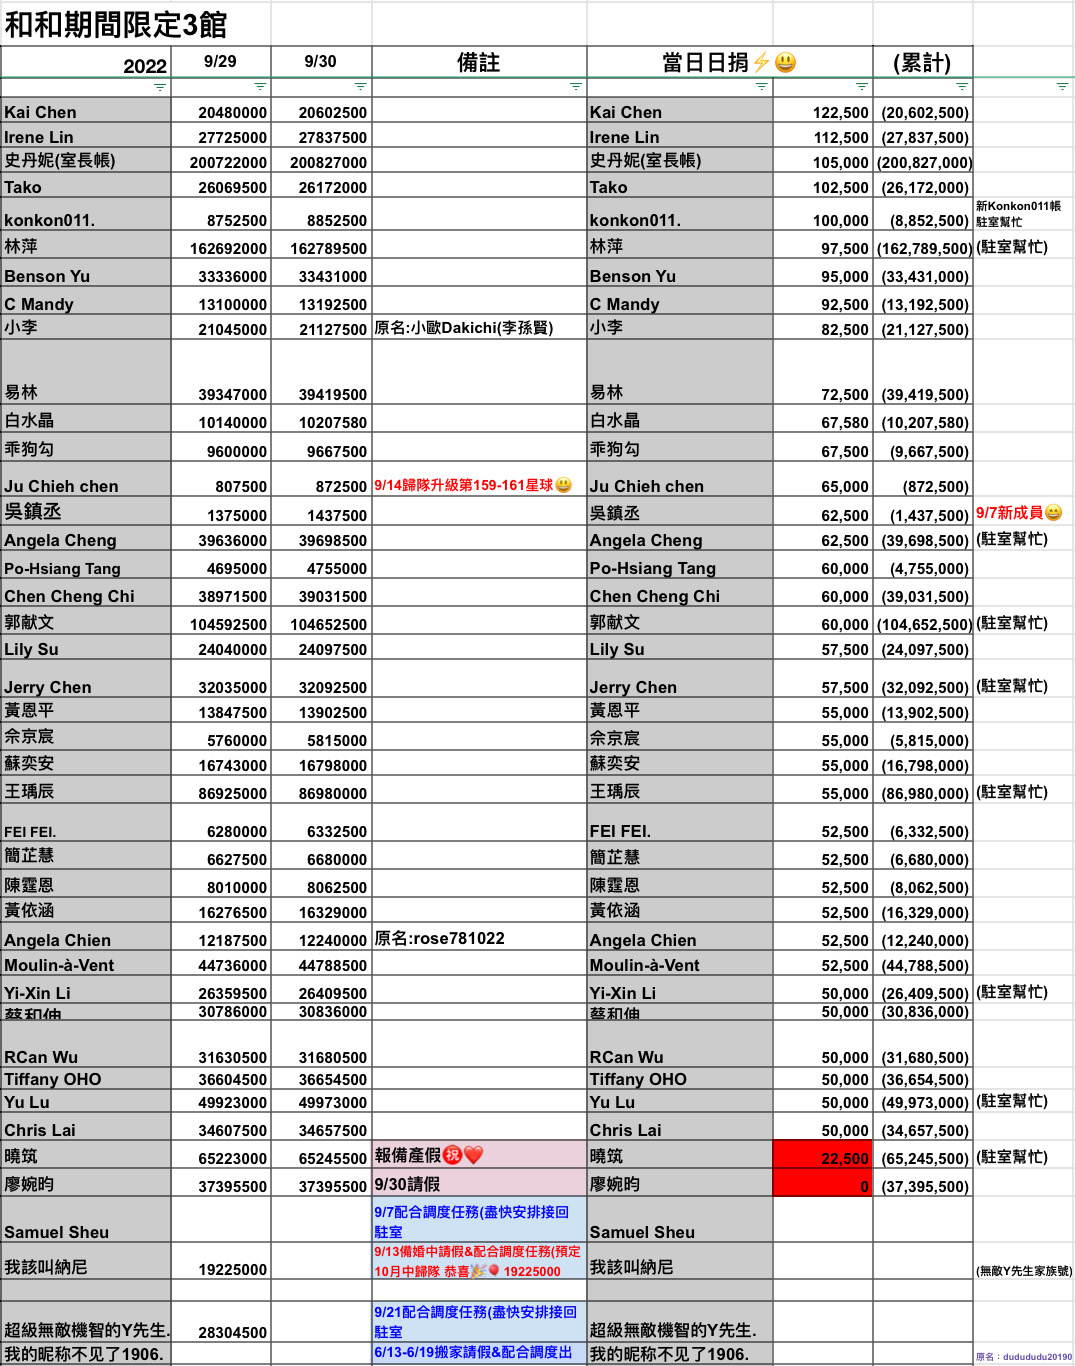 和和期間限定3館
2022 9/29 9/30 備註 當日日捐⚡😃 (累計)
Kai Chen 20480000 20602500 Kai Chen 122,500 (20,602,500)
Irene Lin 27725000 27837500 Irene Lin 112,500 (27,837,500)
史丹妮(室長帳) 200722000 200827000 史丹妮(室長帳) 105,000 (200,827,000)
Tako 26069500 26172000 Tako 102,500 (26,172,000)
新Konkon011帳
konkon011. 8752500 8852500 konkon011. 100,000 (8,852,500) 駐室幫忙
林萍 162692000 162789500 林萍 97,500 (162,789,500) (駐室幫忙)
Benson Yu 33336000 33431000 Benson Yu 95,000 (33,431,000)
C Mandy 13100000 13192500 C Mandy 92,500 (13,192,500)
小李 21045000 21127500 原名:小歐Dakichi(李孫賢) 小李 82,500 (21,127,500)
易林 39347000 39419500 易林 72,500 (39,419,500)
白水晶 10140000 10207580 白水晶 67,580 (10,207,580)
乖狗勾 9600000 9667500 乖狗勾 67,500 (9,667,500)
Ju Chieh chen 807500 872500 9/14歸隊升級第159-161星球😃 Ju Chieh chen 65,000 (872,500)
吳鎮丞 1375000 1437500 吳鎮丞 62,500 (1,437,500) 9/7新成員😄
Angela Cheng 39636000 39698500 Angela Cheng 62,500 (39,698,500) (駐室幫忙)
Po-Hsiang Tang 4695000 4755000 Po-Hsiang Tang 60,000 (4,755,000)
Chen Cheng Chi 38971500 39031500 Chen Cheng Chi 60,000 (39,031,500)
郭献文 104592500 104652500 郭献文 60,000 (104,652,500) (駐室幫忙)
Lily Su 24040000 24097500 Lily Su 57,500 (24,097,500)
Jerry Chen 32035000 32092500 Jerry Chen 57,500 (32,092,500) (駐室幫忙)
黃恩平 13847500 13902500 黃恩平 55,000 (13,902,500)
佘京宸 5760000 5815000 佘京宸 55,000 (5,815,000)
蘇奕安 16743000 16798000 蘇奕安 55,000 (16,798,000)
王瑀辰 86925000 86980000 王瑀辰 55,000 (86,980,000) (駐室幫忙)
FEI FEI. 6280000 6332500 FEI FEI. 52,500 (6,332,500)
簡芷慧 6627500 6680000 簡芷慧 52,500 (6,680,000)
陳霆恩 8010000 8062500 陳霆恩 52,500 (8,062,500)
黃依涵 16276500 16329000 黃依涵 52,500 (16,329,000)
Angela Chien 12187500 12240000 原名:rose781022 Angela Chien 52,500 (12,240,000)
Moulin-à-Vent 44736000 44788500 Moulin-à-Vent 52,500 (44,788,500)
Yi-Xin Li 26359500 26409500 Yi-Xin Li 50,000 (26,409,500) (駐室幫忙)
蔡和伸 30786000 30836000 蔡和伸 50,000 (30,836,000)
RCan Wu 31630500 31680500 RCan Wu 50,000 (31,680,500)
Tiffany OHO 36604500 36654500 Tiffany OHO 50,000 (36,654,500)
Yu Lu 49923000 49973000 Yu Lu 50,000 (49,973,000) (駐室幫忙)
Chris Lai 34607500 34657500 Chris Lai 50,000 (34,657,500)
曉筑 65223000 65245500 報備產假㊗️❤️ 曉筑 22,500 (65,245,500) (駐室幫忙)
廖婉昀 37395500 37395500 9/30請假 廖婉昀 0 (37,395,500)
9/7配合調度任務(盡快安排接回
Samuel Sheu 駐室 Samuel Sheu
9/13備婚中請假&配合調度任務(預定
我該叫納尼 19225000 10月中歸隊 恭喜🎉🎈 19225000 我該叫納尼 (無敵Y先生家族號)
9/21配合調度任務(盡快安排接回
超級無敵機智的Y先生. 28304500 駐室 超級無敵機智的Y先生.
我的昵称不见了1906. 6/13-6/19搬家請假&配合調度出 我的昵称不见了1906. 原名：dudududu20190